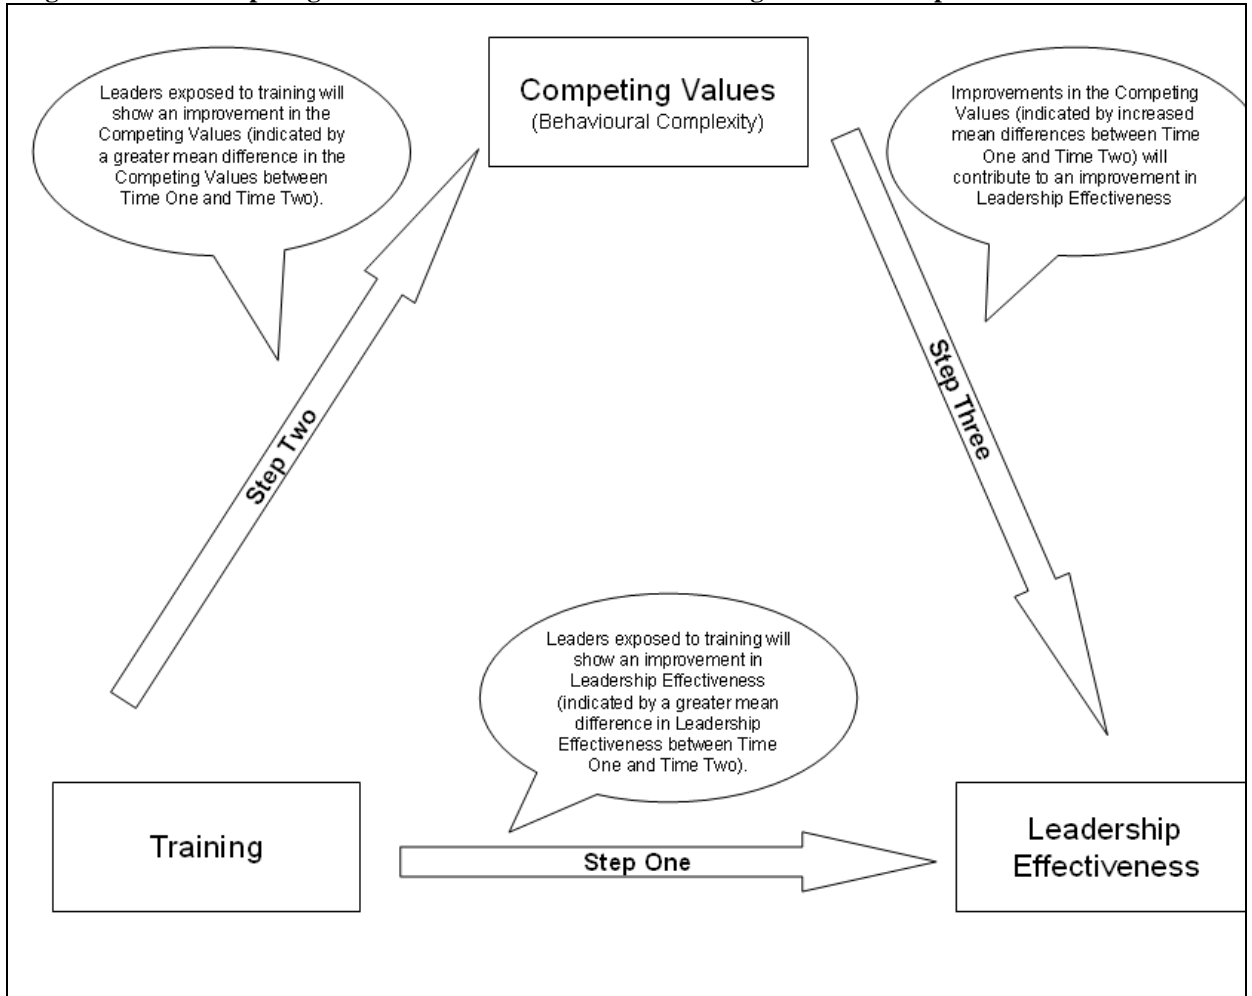 Competing Values
(Behavioural Complexity)
Leaders exposed to training will
show an improvement in the
Competing Values (indicated by
a greater mean difference in the
Competing Values between
Time One and Time Two).
Improvements in the Competing
Values (indicated by increased
mean differences between Time
One and Time Two) will
contribute to an improvement in
Leadership Effectiveness
Step Two
Step Three
Leaders exposed to training will
show an improvement in
Leadership Effectiveness
(indicated by a greater mean
difference in Leadership
Effectiveness between Time
One and Time Two).
Training
Step One
Leadership
Effectiveness